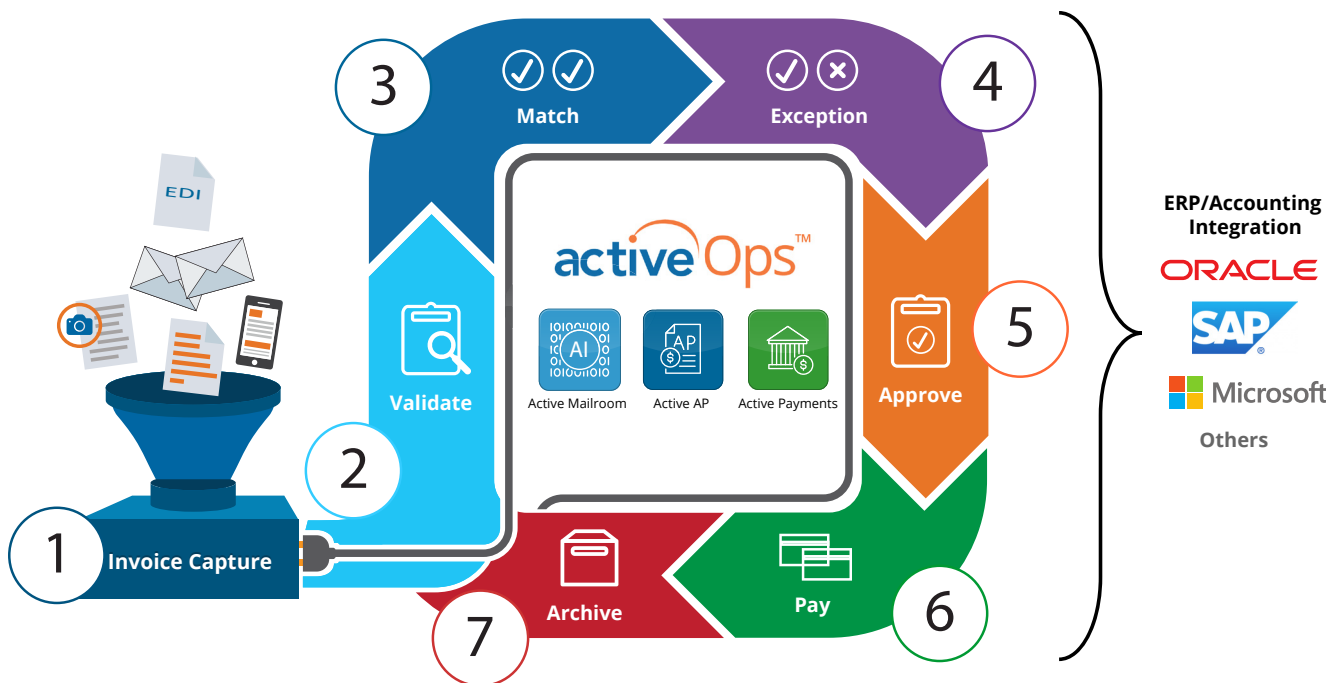 1
Invoice Capture
EDI
2
Validate
3
Match
4
Exception
5
Approve
6
Pay
7
Archive
activeOps™
AI
Active Mailroom
AP
$
Active AP
$
Active Payments
ERP/Accounting
Integration
ORACLE
SAP®
Microsoft
Others